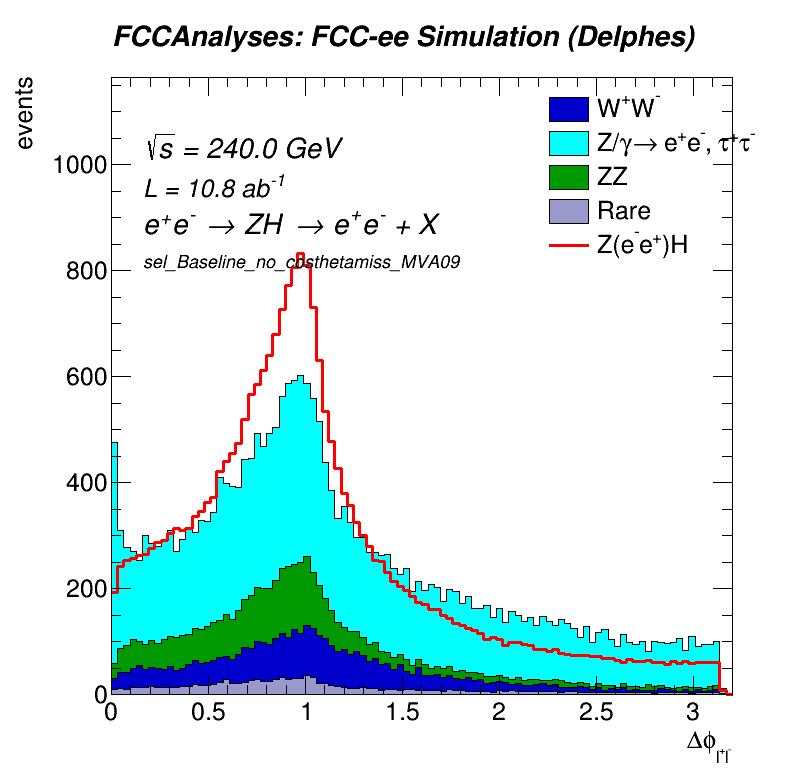 FCCAnalyses: FCC-ee Simulation (Delphes)
events
√s = 240.0 GeV
L = 10.8 ab⁻¹
e⁺e⁻ → ZH → e⁺e⁻ + X
sel_Baseline_no_costhetamiss_MVA09
W⁺W⁻
Z/γ → e⁺e⁻, τ⁺τ⁻
ZZ
Rare
Z(e⁻e⁺)H
1000
800
600
400
200
0
0 0.5 1 1.5 2 2.5 3
Δϕ_l⁺l⁻